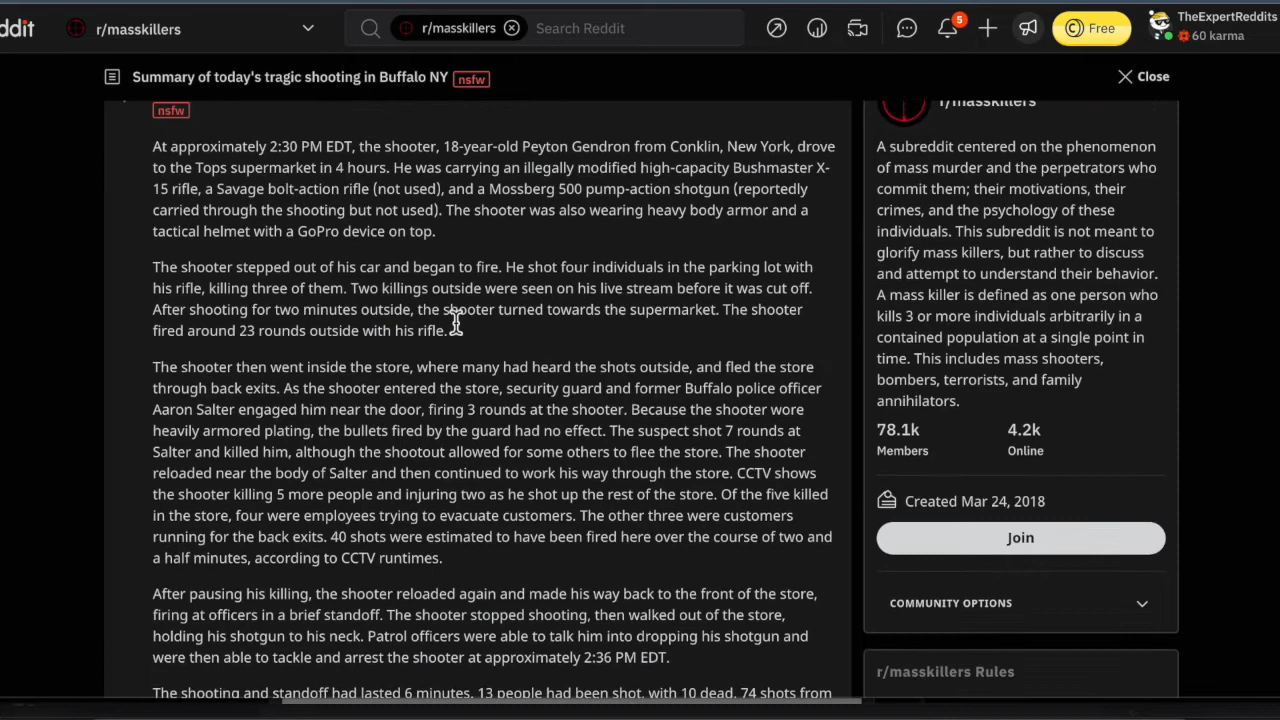 ddit
r/masskillers
r/masskillers
Search Reddit
5
Free
TheExpertReddits
60 karma
Summary of today's tragic shooting in Buffalo NY
nsfw
Close
nsfw
At approximately 2:30 PM EDT, the shooter, 18-year-old Peyton Gendron from Conklin, New York, drove
to the Tops supermarket in 4 hours. He was carrying an illegally modified high-capacity Bushmaster X-
15 rifle, a Savage bolt-action rifle (not used), and a Mossberg 500 pump-action shotgun (reportedly
carried through the shooting but not used). The shooter was also wearing heavy body armor and a
tactical helmet with a GoPro device on top.
The shooter stepped out of his car and began to fire. He shot four individuals in the parking lot with
his rifle, killing three of them. Two killings outside were seen on his live stream before it was cut off.
After shooting for two minutes outside, the shooter turned towards the supermarket. The shooter
fired around 23 rounds outside with his rifle.
The shooter then went inside the store, where many had heard the shots outside, and fled the store
through back exits. As the shooter entered the store, security guard and former Buffalo police officer
Aaron Salter engaged him near the door, firing 3 rounds at the shooter. Because the shooter wore
heavily armored plating, the bullets fired by the guard had no effect. The suspect shot 7 rounds at
Salter and killed him, although the shootout allowed for some others to flee the store. The shooter
reloaded near the body of Salter and then continued to work his way through the store. CCTV shows
the shooter killing 5 more people and injuring two as he shot up the rest of the store. Of the five killed
in the store, four were employees trying to evacuate customers. The other three were customers
running for the back exits. 40 shots were estimated to have been fired here over the course of two and
a half minutes, according to CCTV runtimes.
After pausing his killing, the shooter reloaded again and made his way back to the front of the store,
firing at officers in a brief standoff. The shooter stopped shooting, then walked out of the store,
holding his shotgun to his neck. Patrol officers were able to talk him into dropping his shotgun and
were then able to tackle and arrest the shooter at approximately 2:36 PM EDT.
The shooting and standoff had lasted 6 minutes. 13 people had been shot, with 10 dead. 74 shots from
r/masskillers
A subreddit centered on the phenomenon
of mass murder and the perpetrators who
commit them; their motivations, their
crimes, and the psychology of these
individuals. This subreddit is not meant to
glorify mass killers, but rather to discuss
and attempt to understand their behavior.
A mass killer is defined as one person who
kills 3 or more individuals arbitrarily in a
contained population at a single point in
time. This includes mass shooters,
bombers, terrorists, and family
annihilators.
78.1k
Members
4.2k
Online
Created Mar 24, 2018
Join
COMMUNITY OPTIONS
r/masskillers Rules